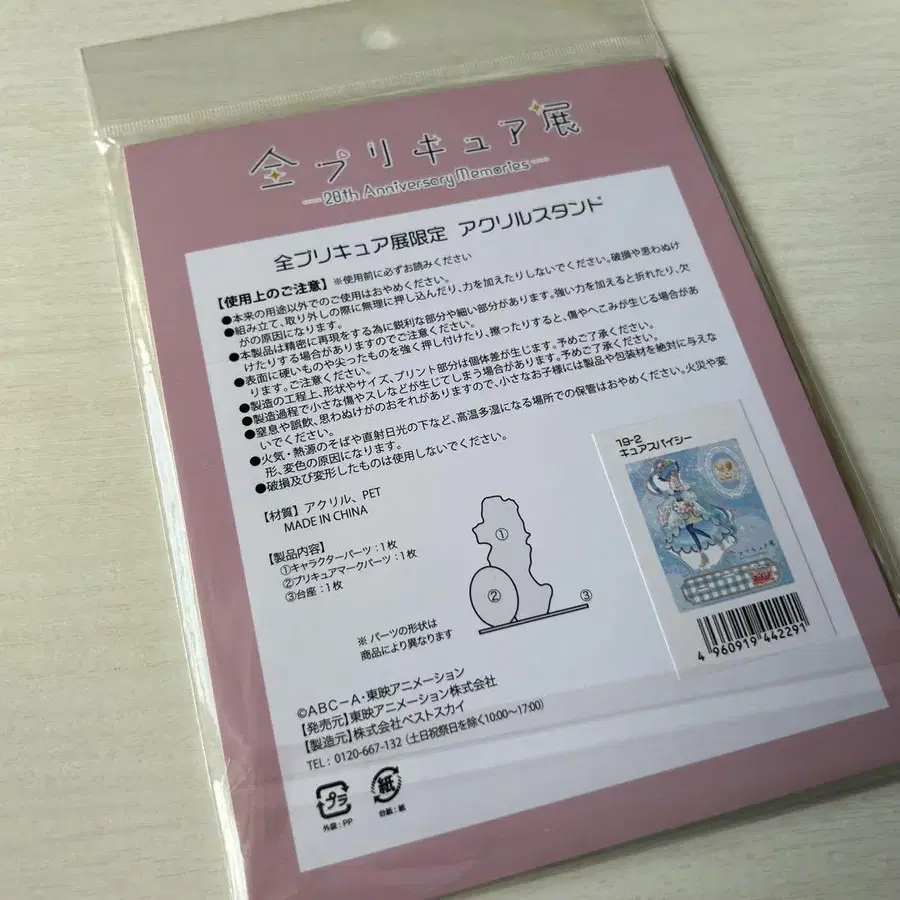 全プリキュア展
20th Anniversary Memories
全プリキュア展限定 アクリルスタンド
【使用上のご注意】※使用前に必ずお読みください
●本来の用途以外でのご使用はおやめください。
●組み立て、取り外しの際に無理に押し込んだり、力を加えたりしないでください。破損や思わぬけ
がの原因になります。
●本製品は精密に再現をする為に鋭利な部分や細い部分があります。強い力を加えると折れたり、欠
けたりする場合がありますのでご注意ください。
●表面に硬いものや尖ったものを強く押し付けたり、擦ったりすると、傷やへこみが生じる場合があ
ります。ご注意ください。
●製造の工程上、形状やサイズ、プリント部分は個体差が生じます。予めご了承ください。
●製造過程で小さな傷やスレなどが生じてしまう場合があります。予めご了承ください。
●窒息や誤飲、思わぬけがのおそれがありますので、小さなお子様には製品や包装材を絶対に与えな
いでください。
●火気・熱源のそばや直射日光の下など、高温多湿になる場所での保管はおやめください。火災や変
形、変色の原因になります。
●破損及び変形したものは使用しないでください。
【材質】アクリル、PET
MADE IN CHINA
【製品内容】
①キャラクターパーツ：1枚
②プリキュアマークパーツ：1枚
③台座：1枚
①
②
③
※ パーツの形状は
商品により異なります
19-2
キュアスパイシー
プリキュア展
4 960919 442291
©ABC-A・東映アニメーション
【発売元】東映アニメーション株式会社
【製造元】株式会社ベストスカイ
TEL：0120-667-132（土日祝祭日を除く10:00〜17:00）
プラ
外装：PP
紙
台紙：紙